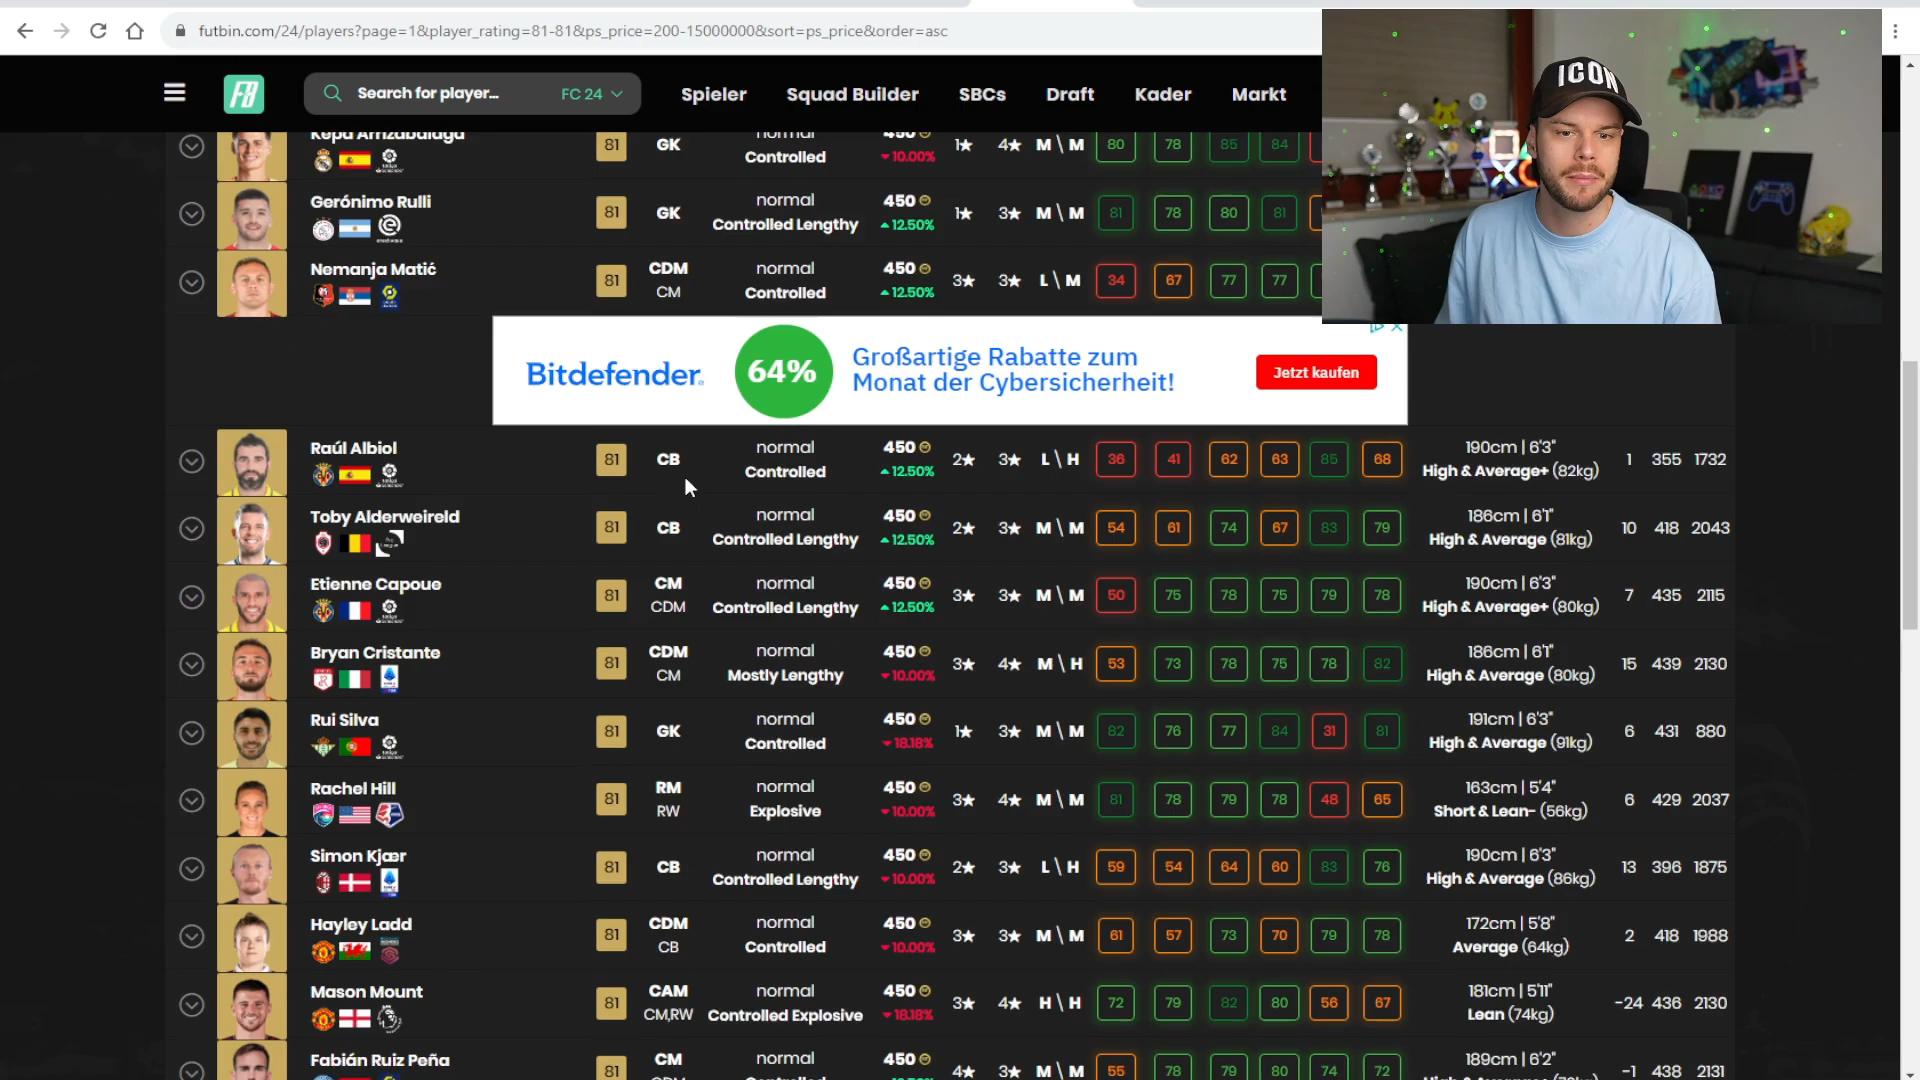 futbin.com/24/players?page=1&player_rating=81-81&ps_price=200-15000000&sort=ps_price&order=asc
Search for player... FC 24 Spieler Squad Builder SBCs Draft Kader Markt
ICON
Kepa Arrizabalaga 81 GK normal 450 1★ 4★ M \ M 80 78 85 84
Controlled 10.00%
Gerónimo Rulli 81 GK normal 450 1★ 3★ M \ M 81 78 80 81
Controlled Lengthy 12.50%
Nemanja Matić 81 CDM normal 450 3★ 3★ L \ M 34 67 77 77
CM Controlled 12.50%
Bitdefender 64% Großartige Rabatte zum
Monat der Cybersicherheit! Jetzt kaufen
Raúl Albiol 81 CB normal 450 2★ 3★ L \ H 36 41 62 63 85 68 190cm | 6'3" 1 355 1732
Controlled 12.50% High & Average+ (82kg)
Toby Alderweireld 81 CB normal 450 2★ 3★ M \ M 54 61 74 67 83 79 186cm | 6'1" 10 418 2043
Controlled Lengthy 12.50% High & Average (81kg)
Etienne Capoue 81 CM normal 450 3★ 3★ M \ M 50 75 78 75 79 78 190cm | 6'3" 7 435 2115
CDM Controlled Lengthy 12.50% High & Average+ (80kg)
Bryan Cristante 81 CDM normal 450 3★ 4★ M \ H 53 73 78 75 78 82 186cm | 6'1" 15 439 2130
CM Mostly Lengthy 10.00% High & Average (80kg)
Rui Silva 81 GK normal 450 1★ 3★ M \ M 82 76 77 84 31 81 191cm | 6'3" 6 431 880
Controlled 18.18% High & Average (91kg)
Rachel Hill 81 RM normal 450 3★ 4★ M \ M 81 78 79 78 48 65 163cm | 5'4" 6 429 2037
RW Explosive 10.00% Short & Lean- (56kg)
Simon Kjær 81 CB normal 450 2★ 3★ L \ H 59 54 64 60 83 76 190cm | 6'3" 13 396 1875
Controlled Lengthy 10.00% High & Average (86kg)
Hayley Ladd 81 CDM normal 450 3★ 3★ M \ M 61 57 73 70 79 78 172cm | 5'8" 2 418 1988
CB Controlled 10.00% Average (64kg)
Mason Mount 81 CAM normal 450 3★ 4★ H \ H 72 79 82 80 56 67 181cm | 5'11" -24 436 2130
CM,RW Controlled Explosive 18.18% Lean (74kg)
Fabián Ruiz Peña 81 CM normal 450 4★ 3★ M \ M 55 78 79 80 74 72 189cm | 6'2" -1 438 2131